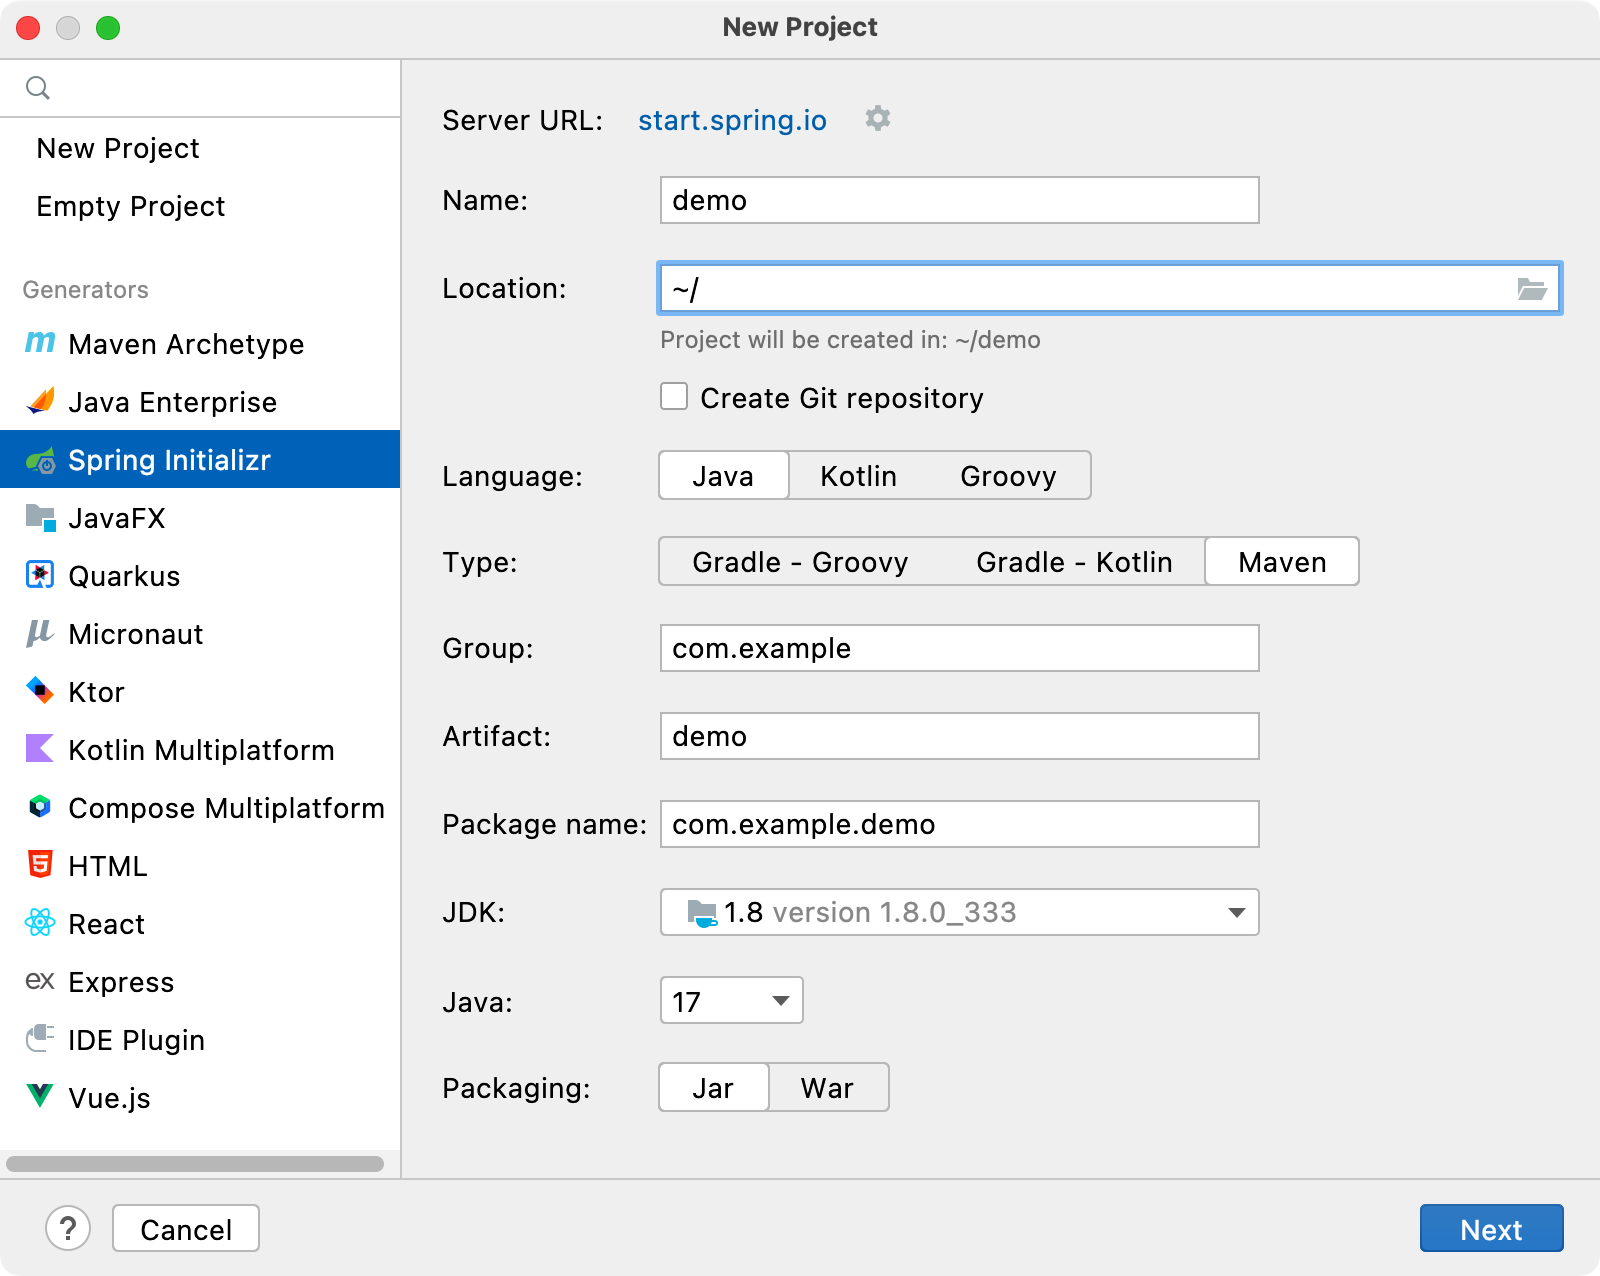 New Project
New Project
Empty Project
Generators
Maven Archetype
Java Enterprise
Spring Initializr
JavaFX
Quarkus
Micronaut
Ktor
Kotlin Multiplatform
Compose Multiplatform
HTML
React
ex Express
IDE Plugin
Vue.js
Server URL: start.spring.io
Name: demo
Location: ~/
Project will be created in: ~/demo
Create Git repository
Language: Java Kotlin Groovy
Type: Gradle - Groovy Gradle - Kotlin Maven
Group: com.example
Artifact: demo
Package name: com.example.demo
JDK: 1.8 version 1.8.0_333
Java: 17
Packaging: Jar War
? Cancel Next